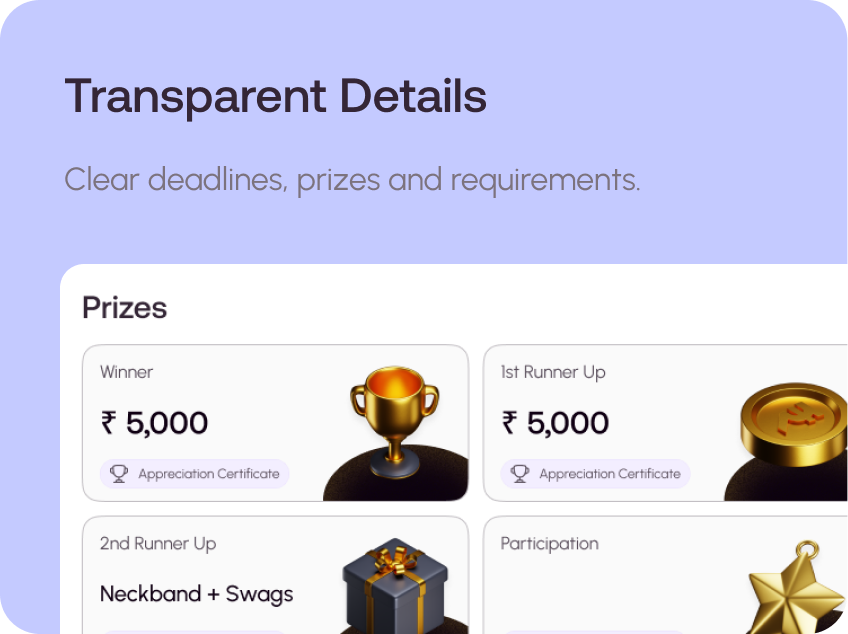 Transparent Details
Clear deadlines, prizes and requirements.
Prizes
Winner
₹ 5,000
Appreciation Certificate
1st Runner Up
₹ 5,000
Appreciation Certificate
2nd Runner Up
Neckband + Swags
Participation